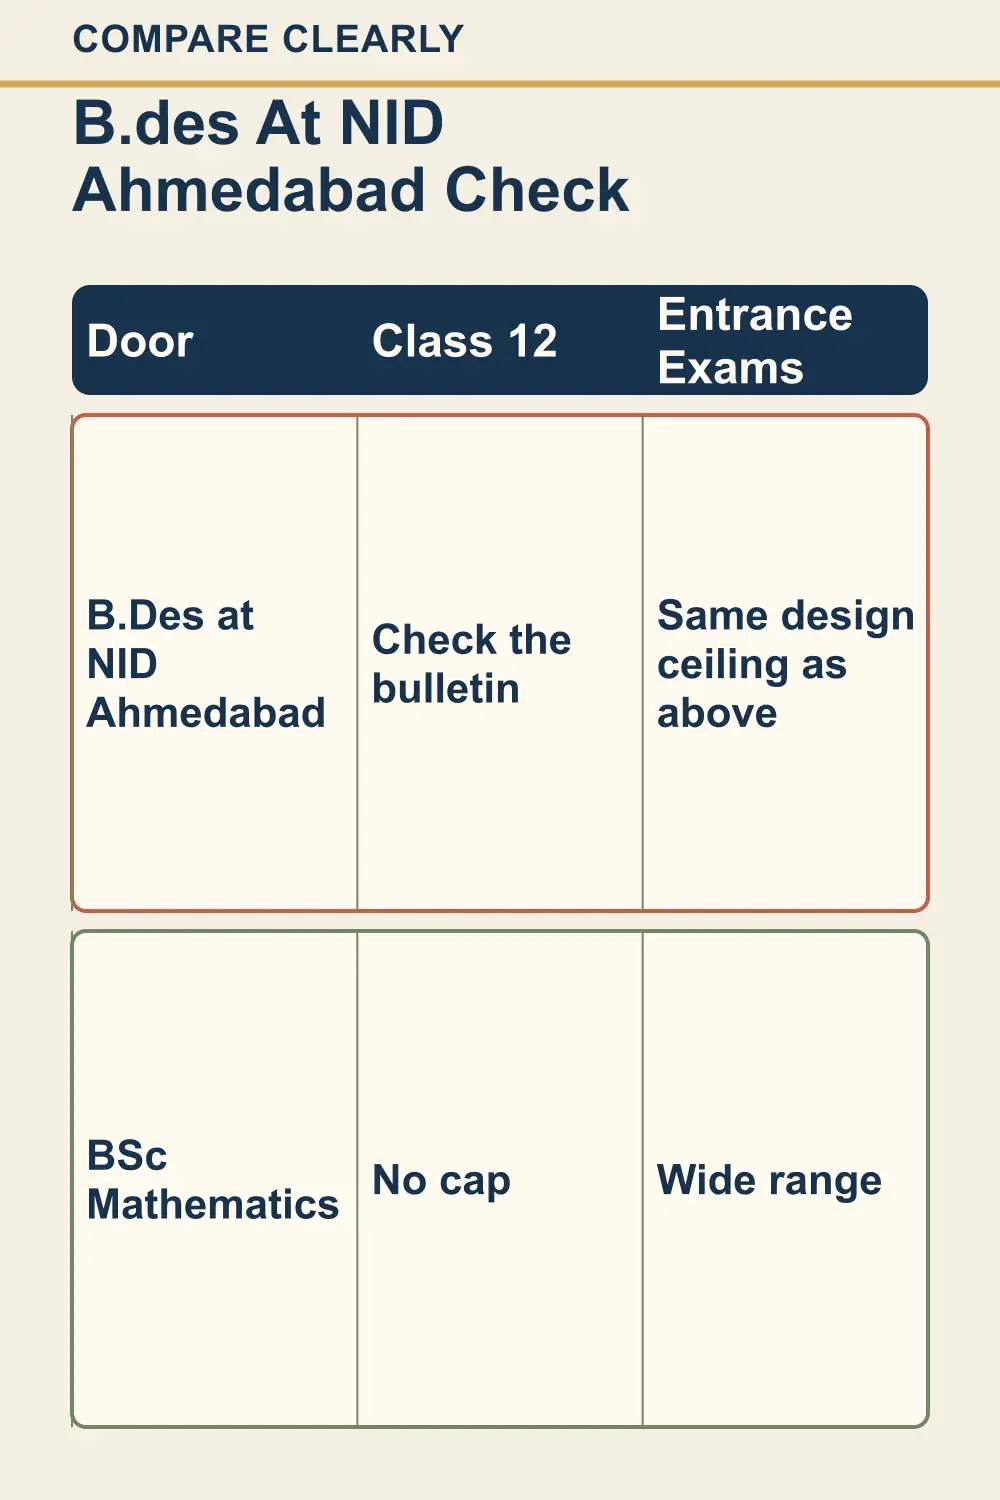 COMPARE CLEARLY
B.des At NID
Ahmedabad Check
Door
Class 12
Entrance
Exams
B.Des at
NID
Ahmedabad
Check the
bulletin
Same design
ceiling as
above
BSc
Mathematics
No cap
Wide range